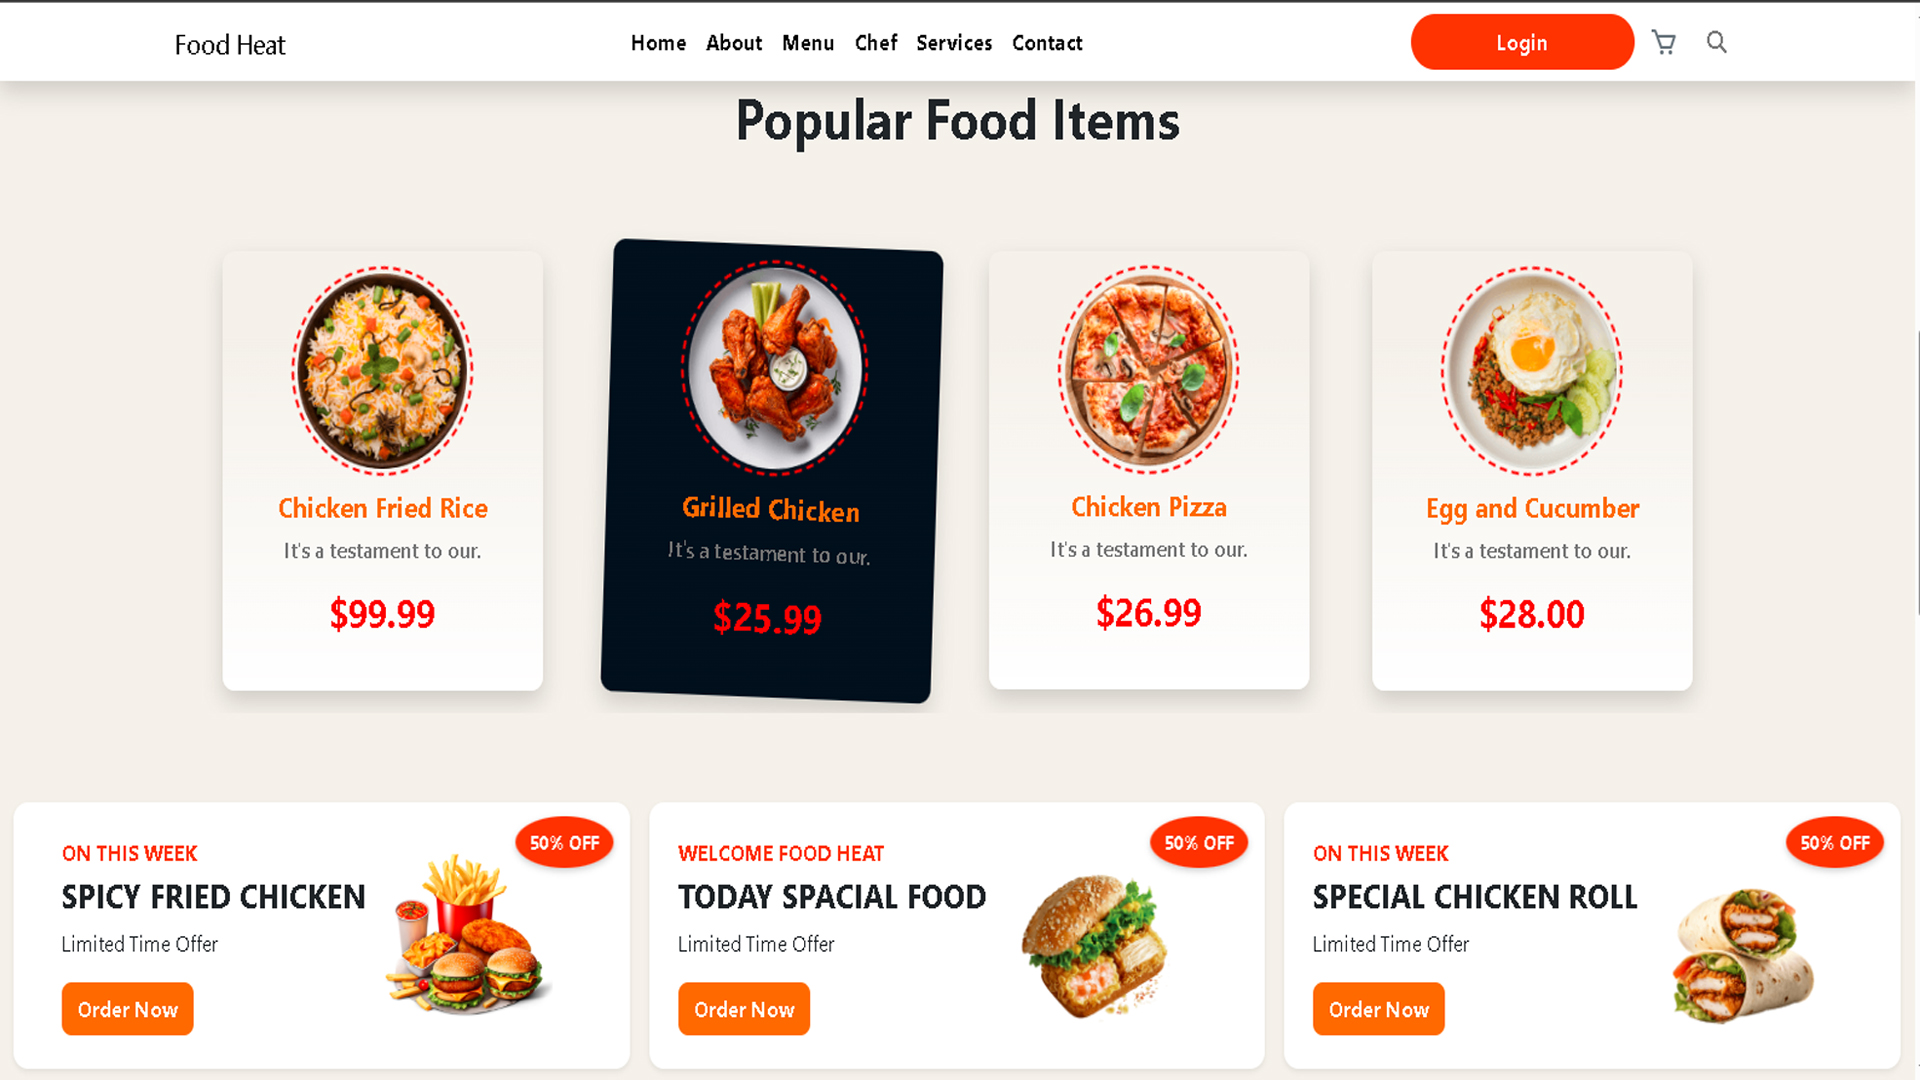 Food Heat
Home About Menu Chef Services Contact
Login
Popular Food Items
Chicken Fried Rice
It's a testament to our.
$99.99
Grilled Chicken
It's a testament to our.
$25.99
Chicken Pizza
It's a testament to our.
$26.99
Egg and Cucumber
It's a testament to our.
$28.00
50% OFF
ON THIS WEEK
SPICY FRIED CHICKEN
Limited Time Offer
Order Now
50% OFF
WELCOME FOOD HEAT
TODAY SPACIAL FOOD
Limited Time Offer
Order Now
50% OFF
ON THIS WEEK
SPECIAL CHICKEN ROLL
Limited Time Offer
Order Now